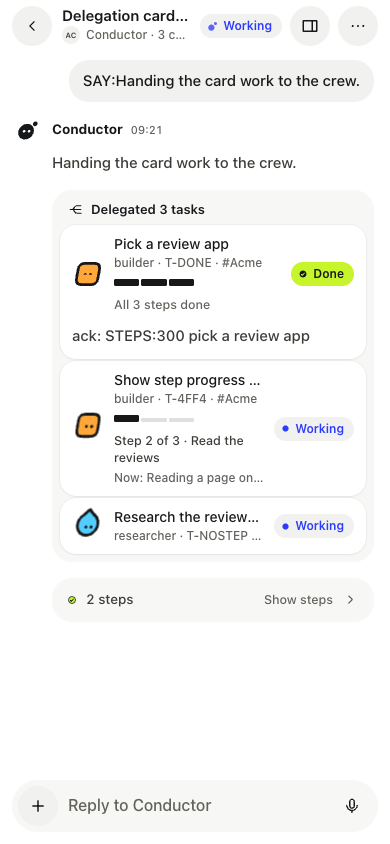 Delegation card...
AC Conductor · 3 c...
Working
SAY:Handing the card work to the crew.
Conductor 09:21
Handing the card work to the crew.
Delegated 3 tasks
Pick a review app
builder · T-DONE · #Acme
Done
All 3 steps done
ack: STEPS:300 pick a review app
Show step progress ...
builder · T-4FF4 · #Acme
Working
Step 2 of 3 · Read the
reviews
Now: Reading a page on...
Research the review...
researcher · T-NOSTEP ...
Working
2 steps
Show steps
Reply to Conductor